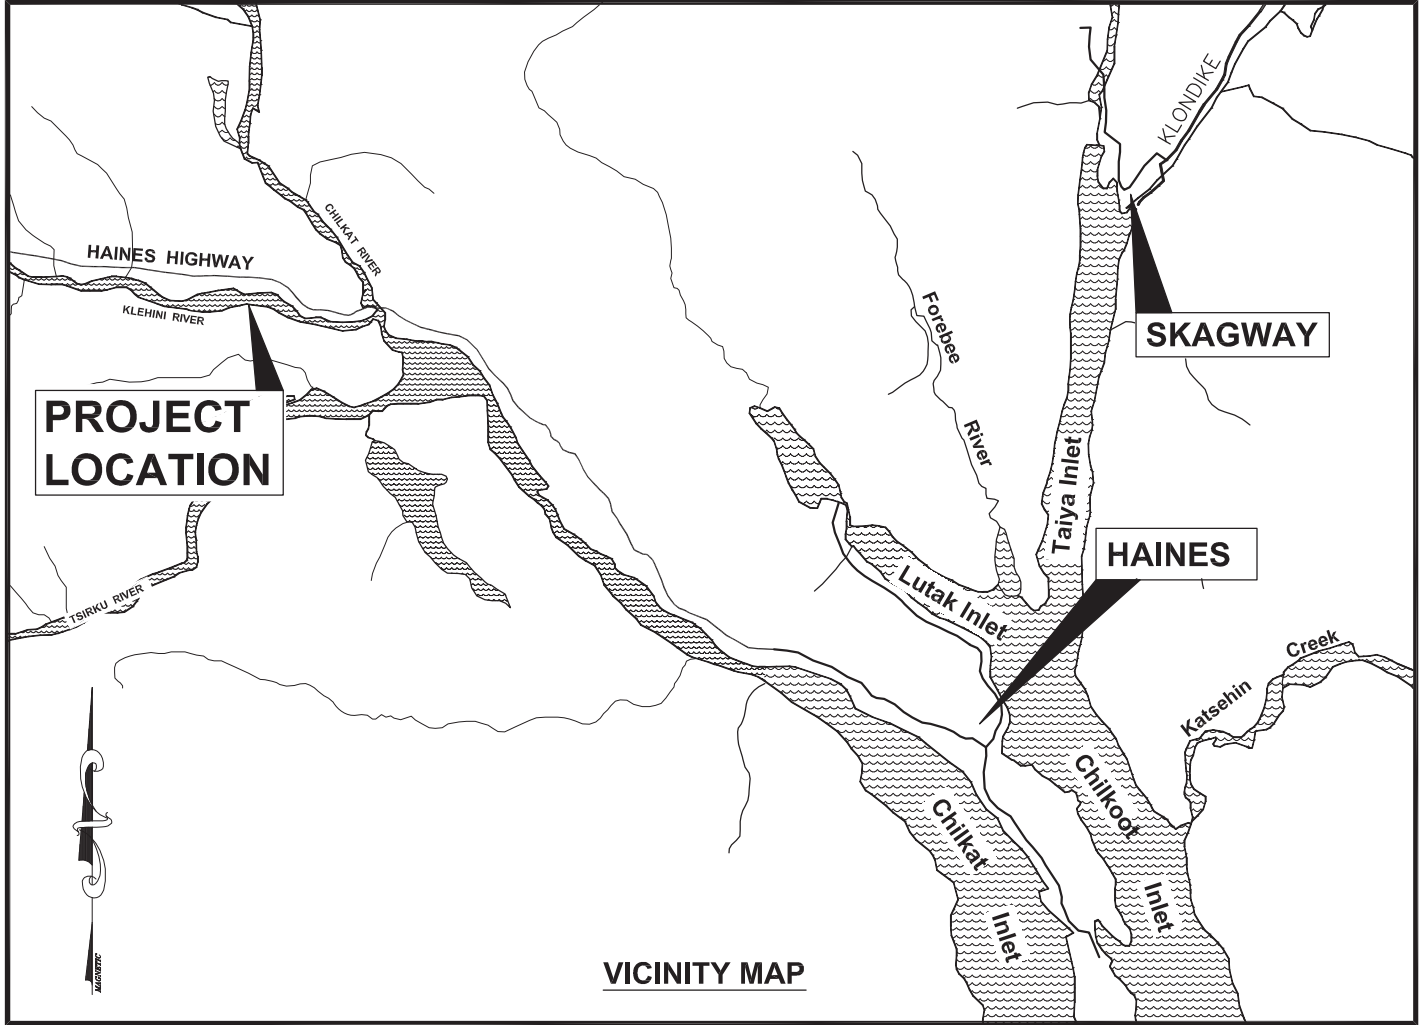 KLONDIKE
CHILKAT RIVER
HAINES HIGHWAY
KLEHINI RIVER
Forebee
River
SKAGWAY
PROJECT
LOCATION
Taiya Inlet
HAINES
Lutak Inlet
TSIRKU RIVER
Katsehin
Creek
Chilkoot
Inlet
Chilkat
Inlet
MAGNETIC
VICINITY MAP